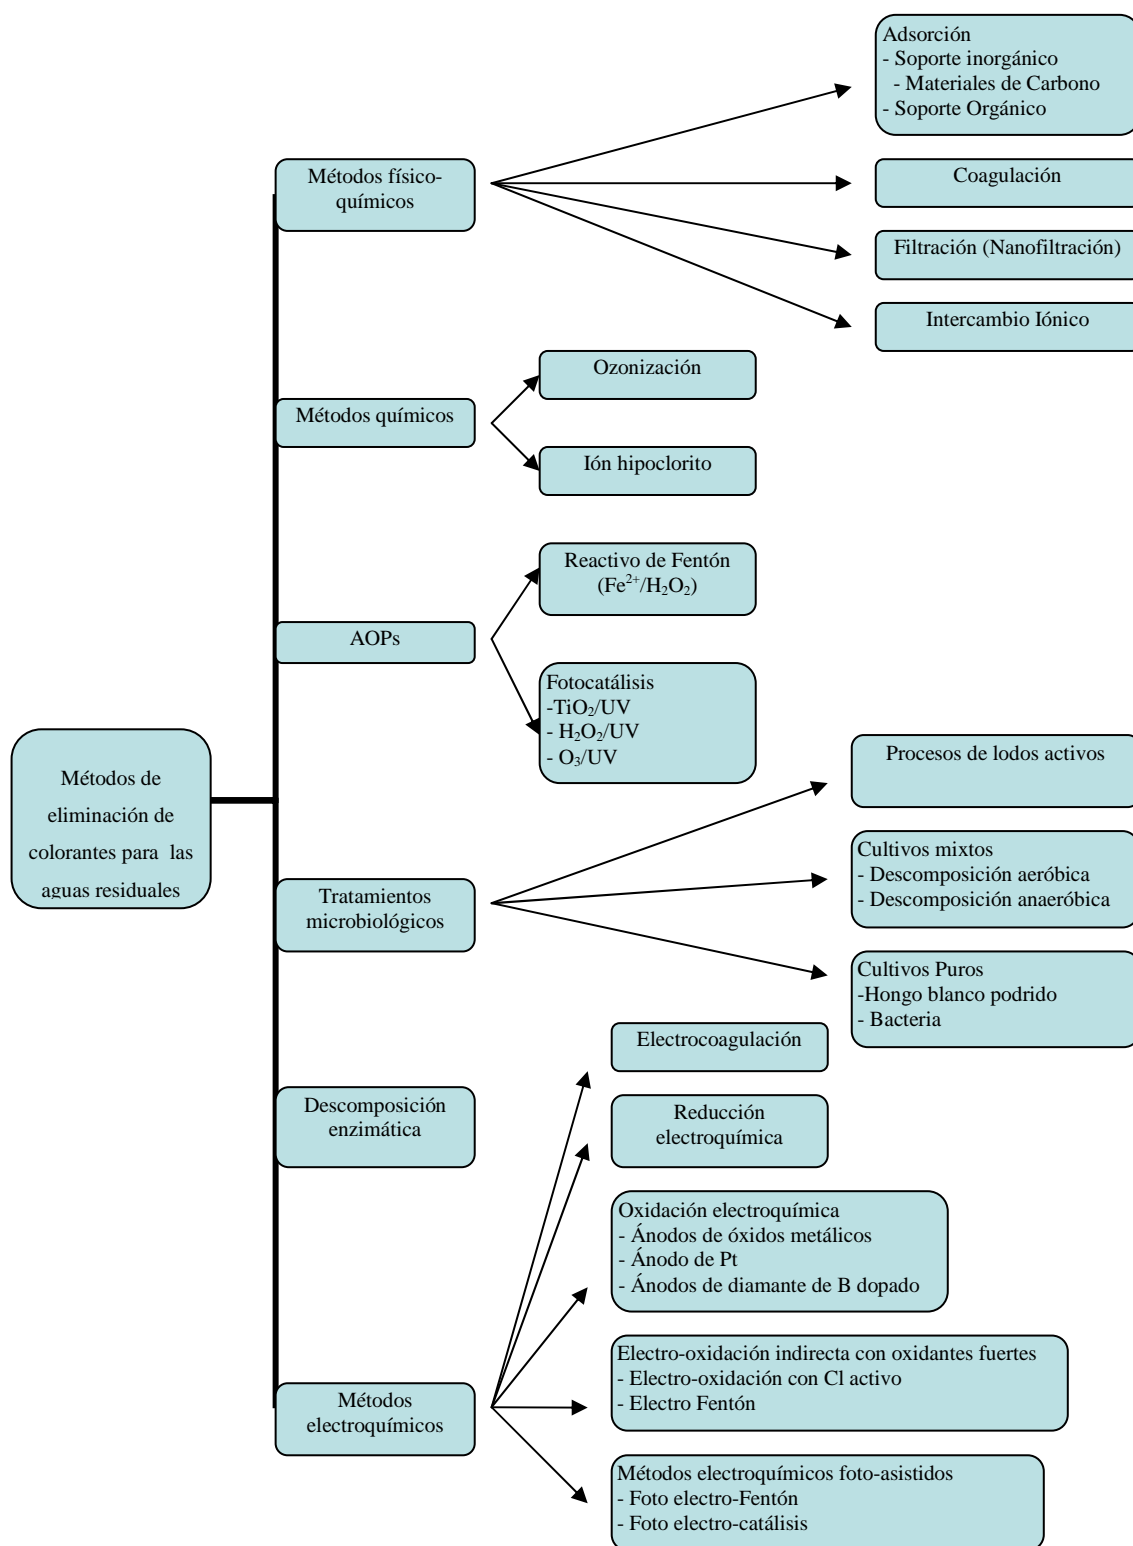 Métodos de
eliminación de
colorantes para  las
aguas residuales
Métodos físico-
químicos
Adsorción
- Soporte inorgánico
- Materiales de Carbono
- Soporte Orgánico
Coagulación
Filtración (Nanofiltración)
Intercambio Iónico
Métodos químicos
Ozonización
Ión hipoclorito
AOPs
Reactivo de Fentón
(Fe²⁺/H₂O₂)
Fotocatálisis
-TiO₂/UV
- H₂O₂/UV
- O₃/UV
Tratamientos
microbiológicos
Procesos de lodos activos
Cultivos mixtos
- Descomposición aeróbica
- Descomposición anaeróbica
Cultivos Puros
-Hongo blanco podrido
- Bacteria
Descomposición
enzimática
Métodos
electroquímicos
Electrocoagulación
Reducción
electroquímica
Oxidación electroquímica
- Ánodos de óxidos metálicos
- Ánodo de Pt
- Ánodos de diamante de B dopado
Electro-oxidación indirecta con oxidantes fuertes
- Electro-oxidación con Cl activo
- Electro Fentón
Métodos electroquímicos foto-asistidos
- Foto electro-Fentón
- Foto electro-catálisis